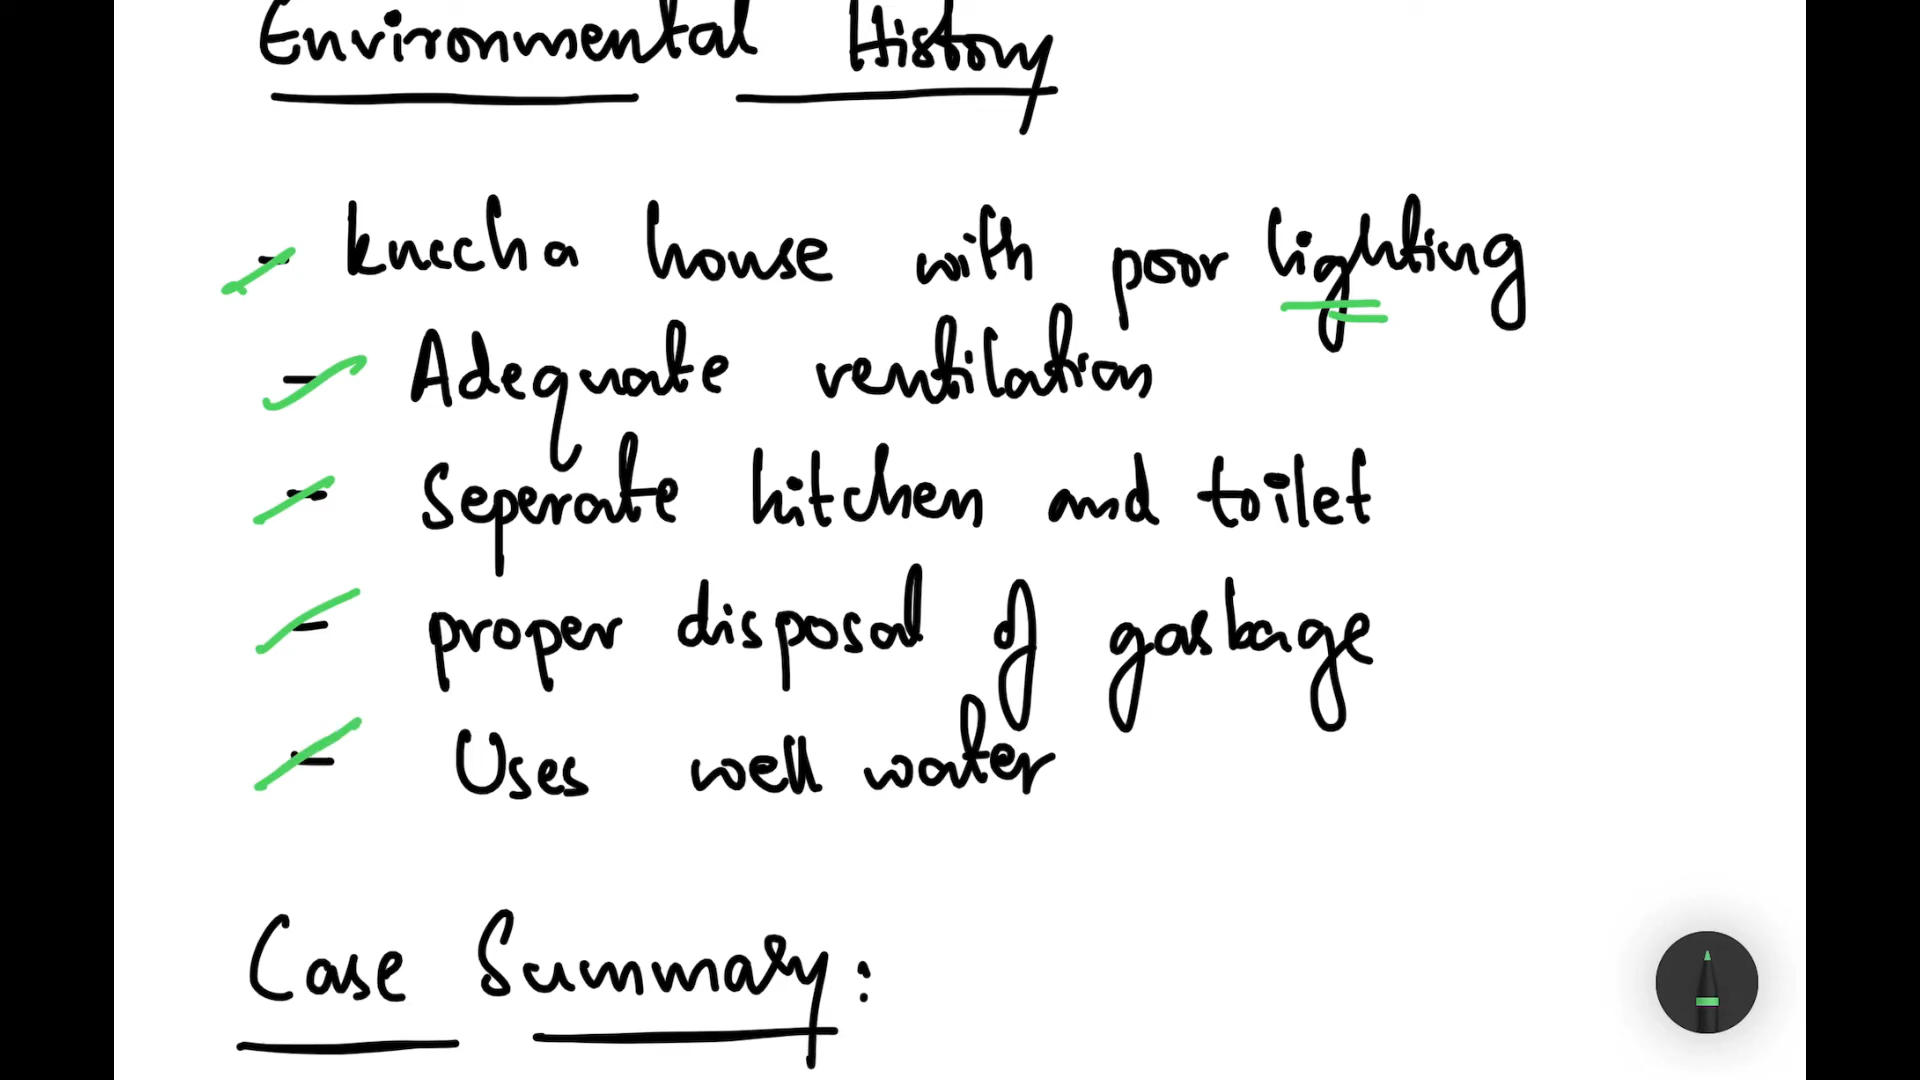 Environmental History
- kuccha house with poor lighting
- Adequate ventilation
- Seperate kitchen and toilet
- proper disposal of garbage
- Uses well water
Case Summary: